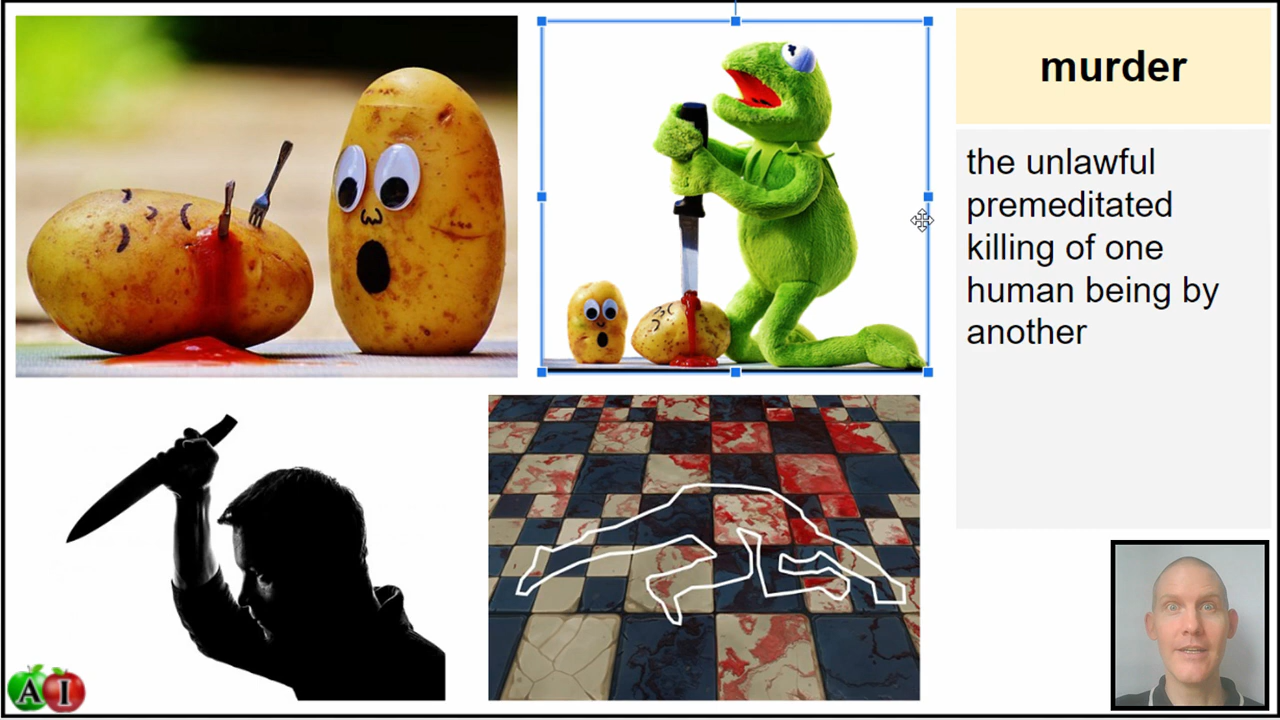 murder
the unlawful
premeditated
killing of one
human being by
another
A I